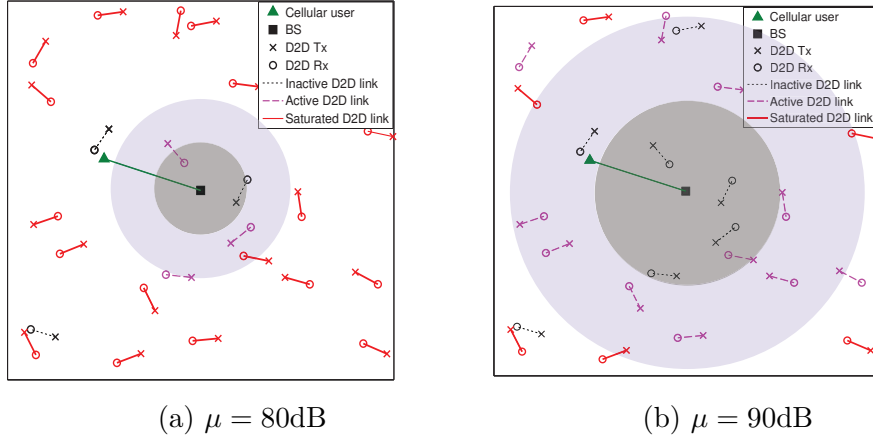 Cellular user
BS
D2D Tx
D2D Rx
Inactive D2D link
Active D2D link
Saturated D2D link
Cellular user
BS
D2D Tx
D2D Rx
Inactive D2D link
Active D2D link
Saturated D2D link
(a) μ = 80dB
(b) μ = 90dB